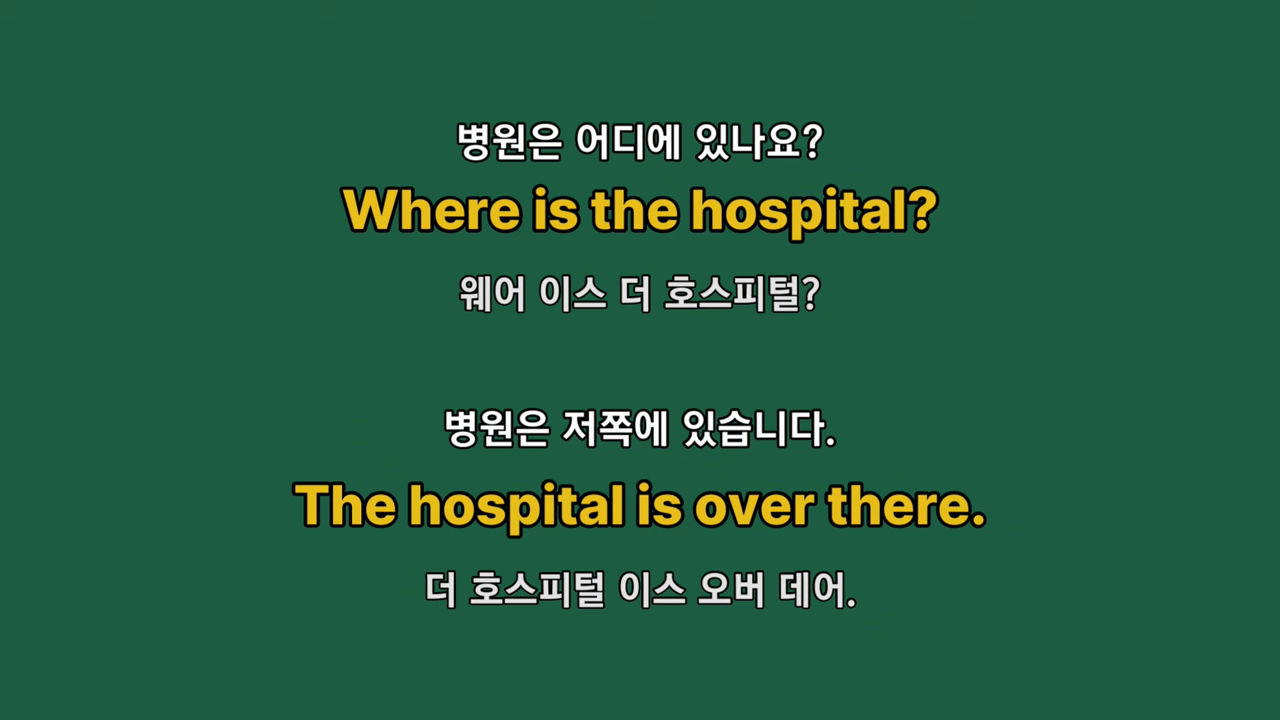 병원은 어디에 있나요?
Where is the hospital?
웨어 이스 더 호스피털?
병원은 저쪽에 있습니다.
The hospital is over there.
더 호스피털 이스 오버 데어.